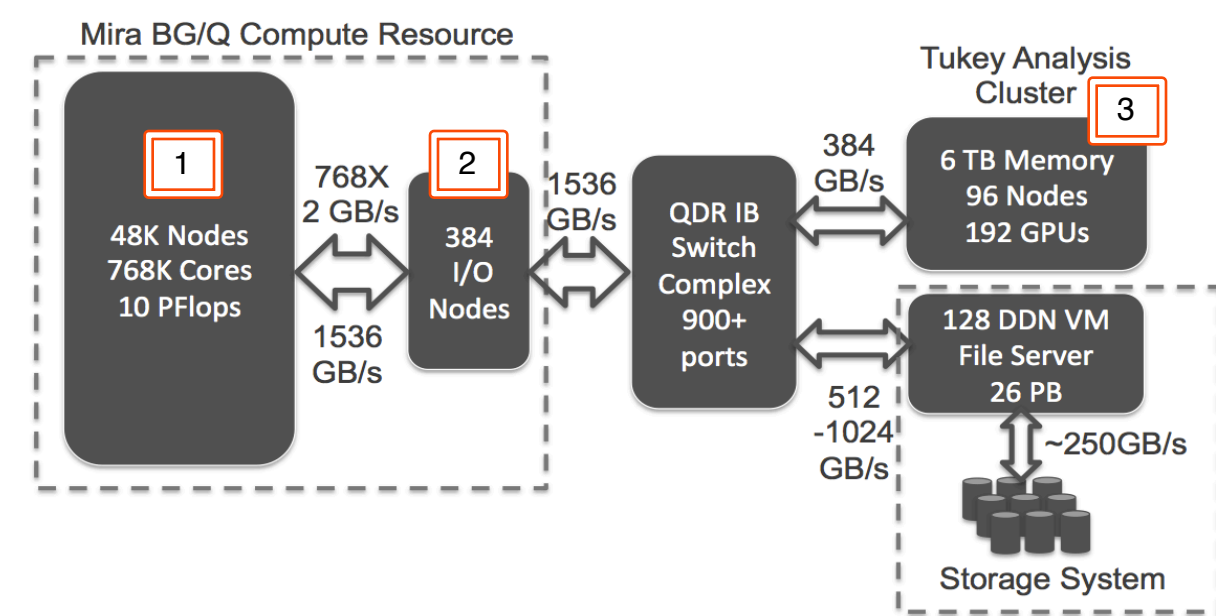 Mira BG/Q Compute Resource
1
48K Nodes
768K Cores
10 PFlops
768X
2 GB/s
1536
GB/s
2
384
I/O
Nodes
1536
GB/s
QDR IB
Switch
Complex
900+
ports
384
GB/s
Tukey Analysis
Cluster
3
6 TB Memory
96 Nodes
192 GPUs
512
-1024
GB/s
128 DDN VM
File Server
26 PB
~250GB/s
Storage System